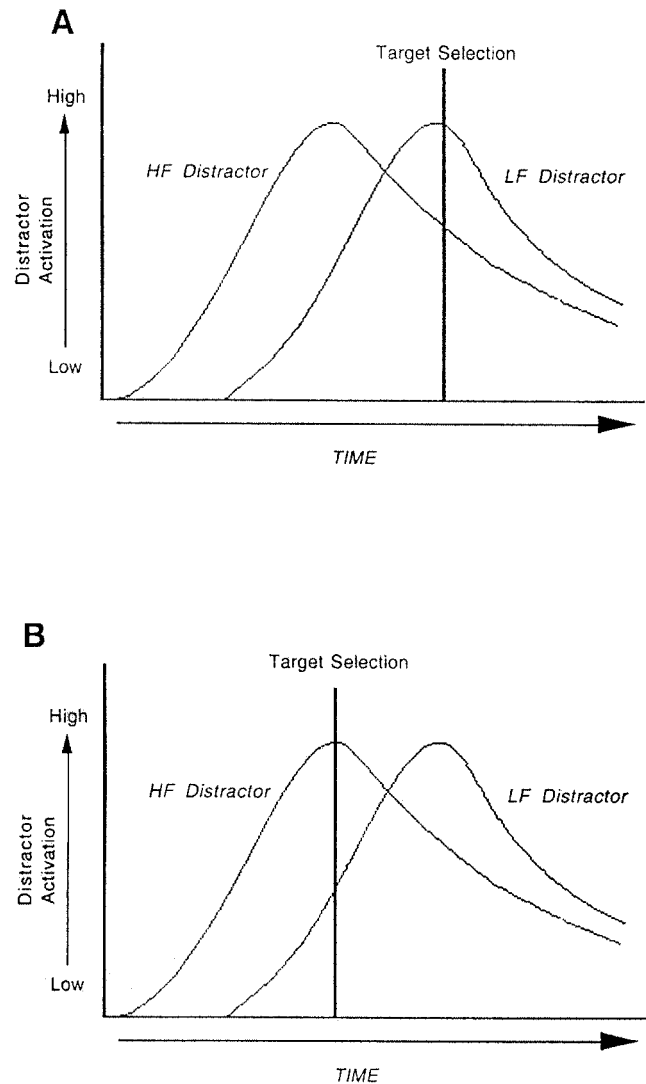 A
Target Selection
High
HF Distractor
LF Distractor
Distractor
Activation
Low
TIME
B
Target Selection
High
HF Distractor
LF Distractor
Distractor
Activation
Low
TIME